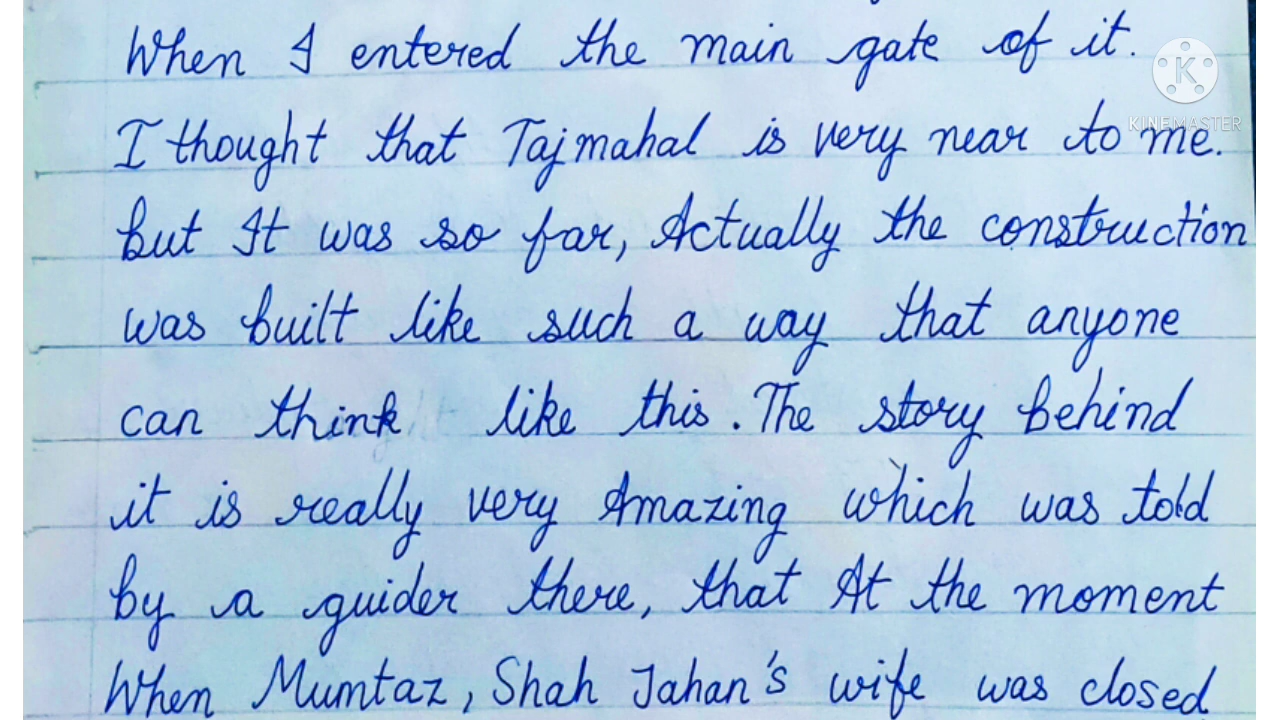 When I entered the main gate of it.
I thought that Tajmahal is very near to me.
but It was so far, Actually the construction
was built like such a way that anyone
can think like this. The story behind
it is really very Amazing which was told
by a guider there, that At the moment
When Mumtaz, Shah Jahan's wife was closed
K
KINEMASTER